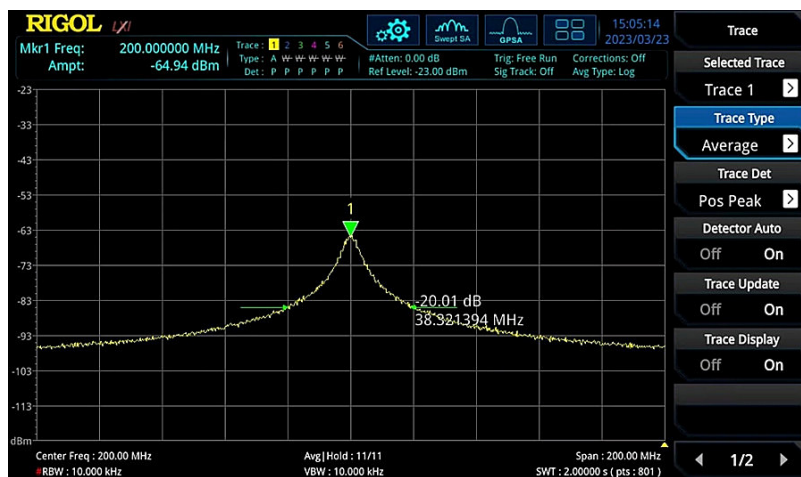 RIGOL LXI
Swept SA
GPSA
15:05:14
2023/03/23
Mkr1 Freq: 200.000000 MHz
Ampt: -64.94 dBm
Trace: 1 2 3 4 5 6
Type: A W W W W W
Det: P P P P P P
#Atten: 0.00 dB
Ref Level: -23.00 dBm
Trig: Free Run
Sig Track: Off
Corrections: Off
Avg Type: Log
-23
-33
-43
-53
-63
-73
-83
-93
-103
-113
dBm
1
-20.01 dB
38.321394 MHz
Center Freq : 200.00 MHz
Avg|Hold : 11/11
Span : 200.00 MHz
#RBW : 10.000 kHz
VBW : 10.000 kHz
SWT : 2.00000 s ( pts : 801 )
Trace
Selected Trace
Trace 1
Trace Type
Average
Trace Det
Pos Peak
Detector Auto
Off On
Trace Update
Off On
Trace Display
Off On
1/2